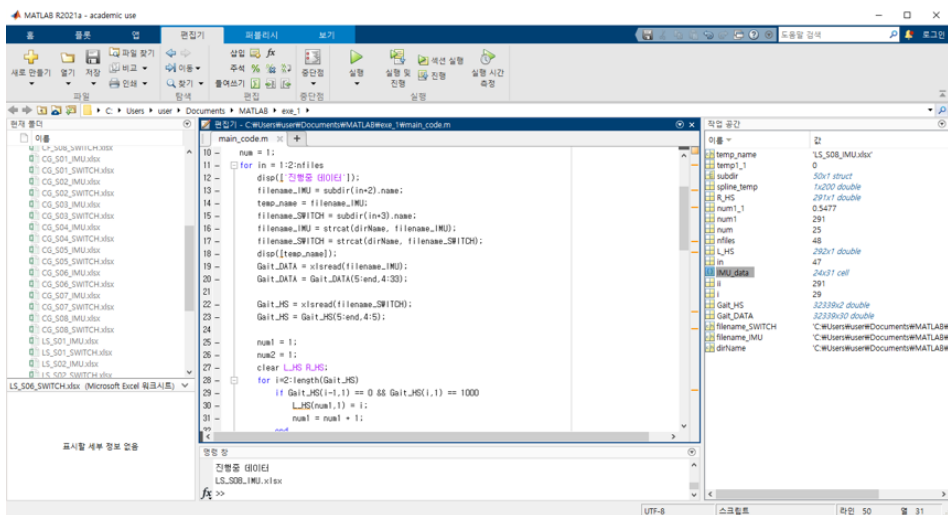 MATLAB R2021a - academic use
홈 플롯 앱 편집기 퍼블리시 보기 도움말 검색 로그인
새로 만들기 열기 저장 파일 찾기 비교 인쇄 이동 찾기 삽입 fx 주석 % 들여쓰기 중단점 실행 실행 및 진행 섹션 실행 진행 실행 시간 측정
파일 탐색 편집 중단점 실행
C: Users user Documents MATLAB exe_1
현재 폴더
이름
CF_S08_SWITCH.xlsx
CG_S01_IMU.xlsx
CG_S01_SWITCH.xlsx
CG_S02_IMU.xlsx
CG_S02_SWITCH.xlsx
CG_S03_IMU.xlsx
CG_S03_SWITCH.xlsx
CG_S04_IMU.xlsx
CG_S04_SWITCH.xlsx
CG_S05_IMU.xlsx
CG_S05_SWITCH.xlsx
CG_S06_IMU.xlsx
CG_S06_SWITCH.xlsx
CG_S07_IMU.xlsx
CG_S07_SWITCH.xlsx
CG_S08_IMU.xlsx
CG_S08_SWITCH.xlsx
LS_S01_IMU.xlsx
LS_S01_SWITCH.xlsx
LS_S02_IMU.xlsx
LS_S02_SWITCH.xlsx
LS_S06_SWITCH.xlsx (Microsoft Excel 워크시트)
표시할 세부 정보 없음
편집기 - C:₩Users₩user₩Documents₩MATLAB₩exe_1₩main_code.m
main_code.m
10 - num = 1;
11 - for in = 1:2:nfiles
12 - disp(['진행중 데이터']);
13 - filename_IMU = subdir(in+2).name;
14 - temp_name = filename_IMU;
15 - filename_SWITCH = subdir(in+3).name;
16 - filename_IMU = strcat(dirName, filename_IMU);
17 - filename_SWITCH = strcat(dirName, filename_SWITCH);
18 - disp([temp_name]);
19 - Gait_DATA = xlsread(filename_IMU);
20 - Gait_DATA = Gait_DATA(5:end,4:33);
21
22 - Gait_HS = xlsread(filename_SWITCH);
23 - Gait_HS = Gait_HS(5:end,4:5);
24
25 - num1 = 1;
26 - num2 = 1;
27 - clear L_HS R_HS;
28 - for i=2:length(Gait_HS)
29 - if Gait_HS(i-1,1) == 0 && Gait_HS(i,1) == 1000
30 - L_HS(num1,1) = i;
31 - num1 = num1 + 1;
32 - end
명령 창
진행중 데이터
LS_S08_IMU.xlsx
fx >>
작업 공간
이름 값
temp_name 'LS_S08_IMU.xlsx'
temp1_1 0
subdir 50x1 struct
spline_temp 1x200 double
R_HS 291x1 double
num1_1 0.5477
num1 291
num 25
nfiles 48
L_HS 292x1 double
in 47
IMU_data 24x31 cell
ii 291
i 29
Gait_HS 32339x2 double
Gait_DATA 32339x30 double
filename_SWITCH 'C:₩Users₩user₩Documents₩MATLAB₩
filename_IMU 'C:₩Users₩user₩Documents₩MATLAB₩
dirName 'C:₩Users₩user₩Documents₩MATLAB₩
UTF-8 스크립트 라인 50 열 31